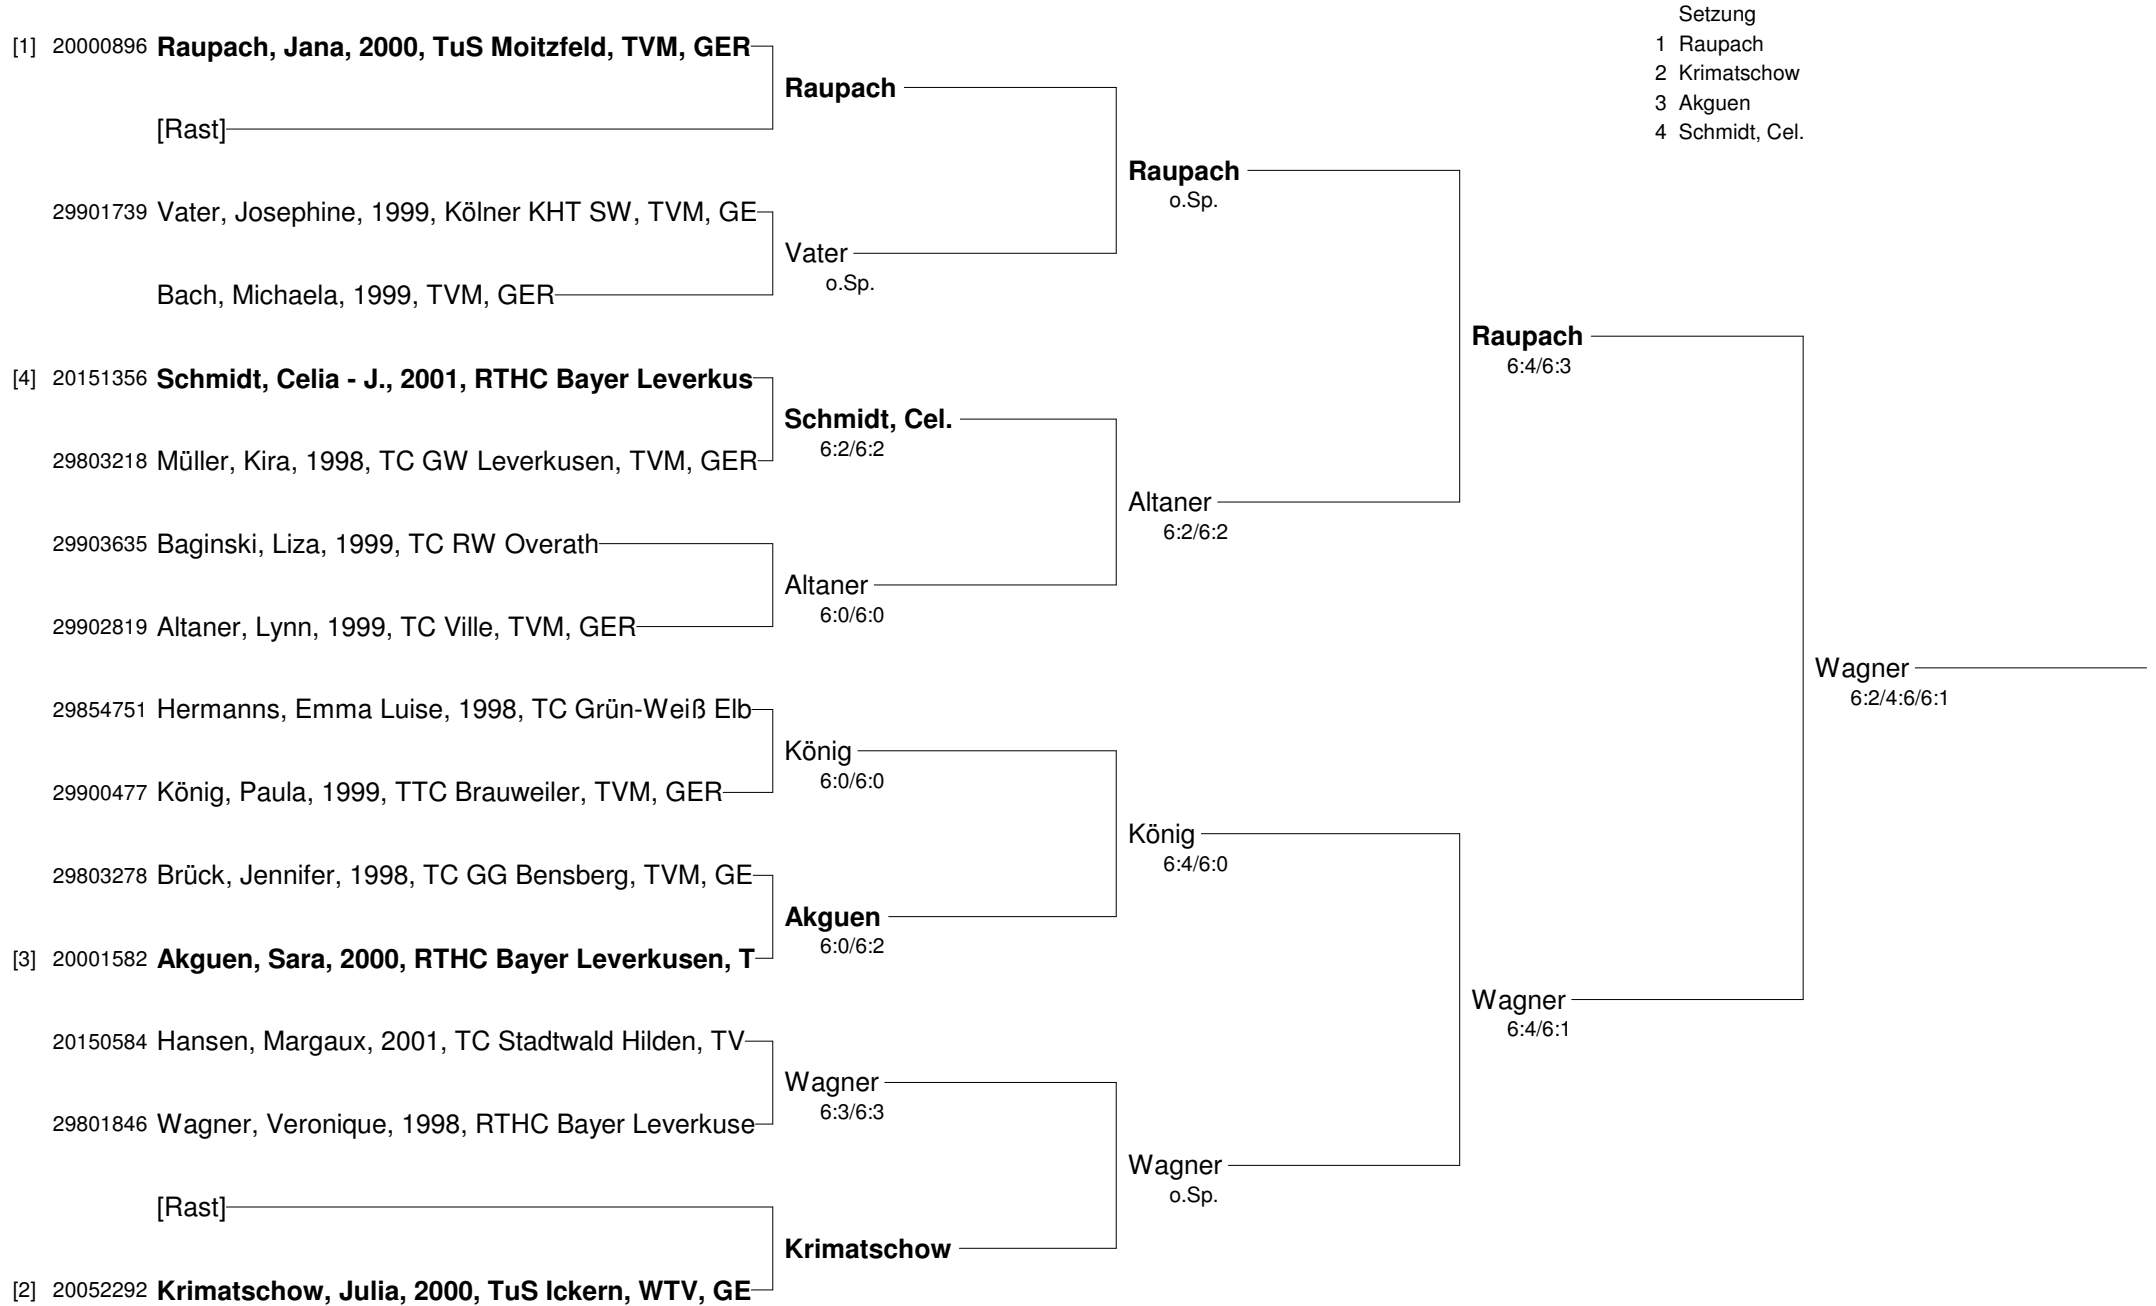 Setzung
1 Raupach
2 Krimatschow
3 Akguen
4 Schmidt, Cel.
[1] 20000896 Raupach, Jana, 2000, TuS Moitzfeld, TVM, GER
Raupach
[Rast]
Raupach
o.Sp.
29901739 Vater, Josephine, 1999, Kölner KHT SW, TVM, GE
Vater
o.Sp.
Bach, Michaela, 1999, TVM, GER
Raupach
6:4/6:3
[4] 20151356 Schmidt, Celia - J., 2001, RTHC Bayer Leverkus
Schmidt, Cel.
6:2/6:2
29803218 Müller, Kira, 1998, TC GW Leverkusen, TVM, GER
Altaner
6:2/6:2
29903635 Baginski, Liza, 1999, TC RW Overath
Altaner
6:0/6:0
29902819 Altaner, Lynn, 1999, TC Ville, TVM, GER
Wagner
6:2/4:6/6:1
29854751 Hermanns, Emma Luise, 1998, TC Grün-Weiß Elb
König
6:0/6:0
29900477 König, Paula, 1999, TTC Brauweiler, TVM, GER
König
6:4/6:0
29803278 Brück, Jennifer, 1998, TC GG Bensberg, TVM, GE
Akguen
6:0/6:2
[3] 20001582 Akguen, Sara, 2000, RTHC Bayer Leverkusen, T
Wagner
6:4/6:1
20150584 Hansen, Margaux, 2001, TC Stadtwald Hilden, TV
Wagner
6:3/6:3
29801846 Wagner, Veronique, 1998, RTHC Bayer Leverkuse
Wagner
o.Sp.
[Rast]
Krimatschow
[2] 20052292 Krimatschow, Julia, 2000, TuS Ickern, WTV, GE